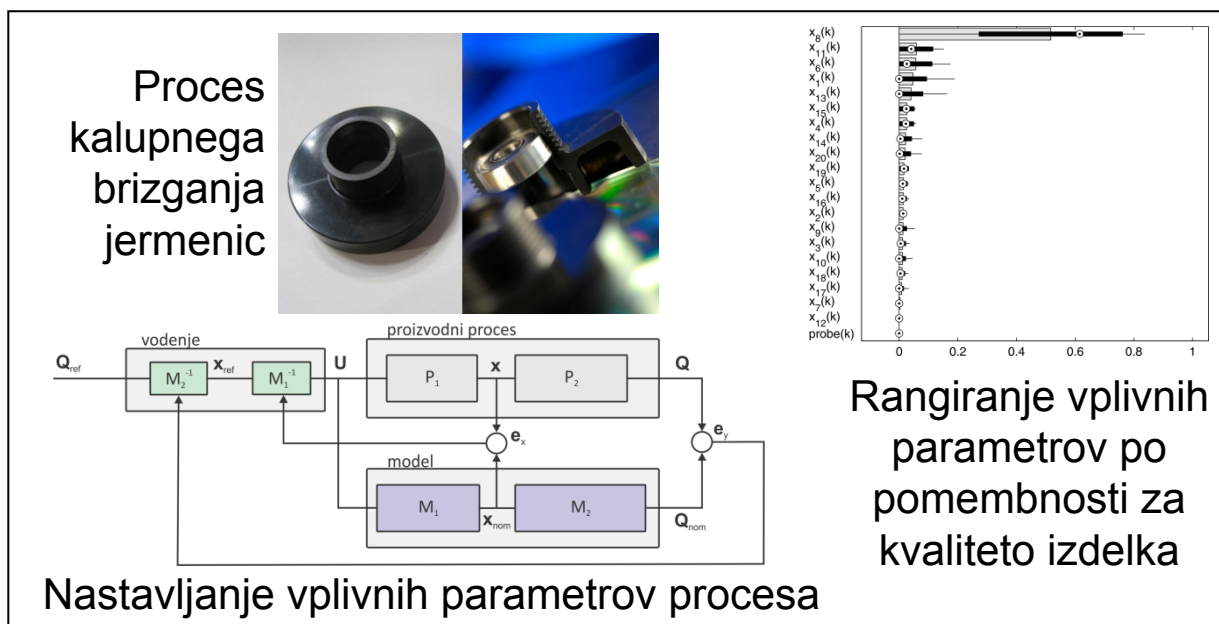 Proces
kalupnega
brizganja
jermenic
x_8(k)
x_11(k)
x_6(k)
x_1(k)
x_13(k)
x_15(k)
x_4(k)
x_14(k)
x_20(k)
x_19(k)
x_5(k)
x_16(k)
x_2(k)
x_9(k)
x_3(k)
x_10(k)
x_18(k)
x_17(k)
x_7(k)
x_12(k)
probe(k)
0 0.2 0.4 0.6 0.8 1
vodenje
proizvodni proces
Q_ref
M_2^-1
x_ref
M_1^-1
U
P_1
x
P_2
Q
e_x
e_y
model
M_1
x_nom
M_2
Q_nom
Nastavljanje vplivnih parametrov procesa
Rangiranje vplivnih
parametrov po
pomembnosti za
kvaliteto izdelka